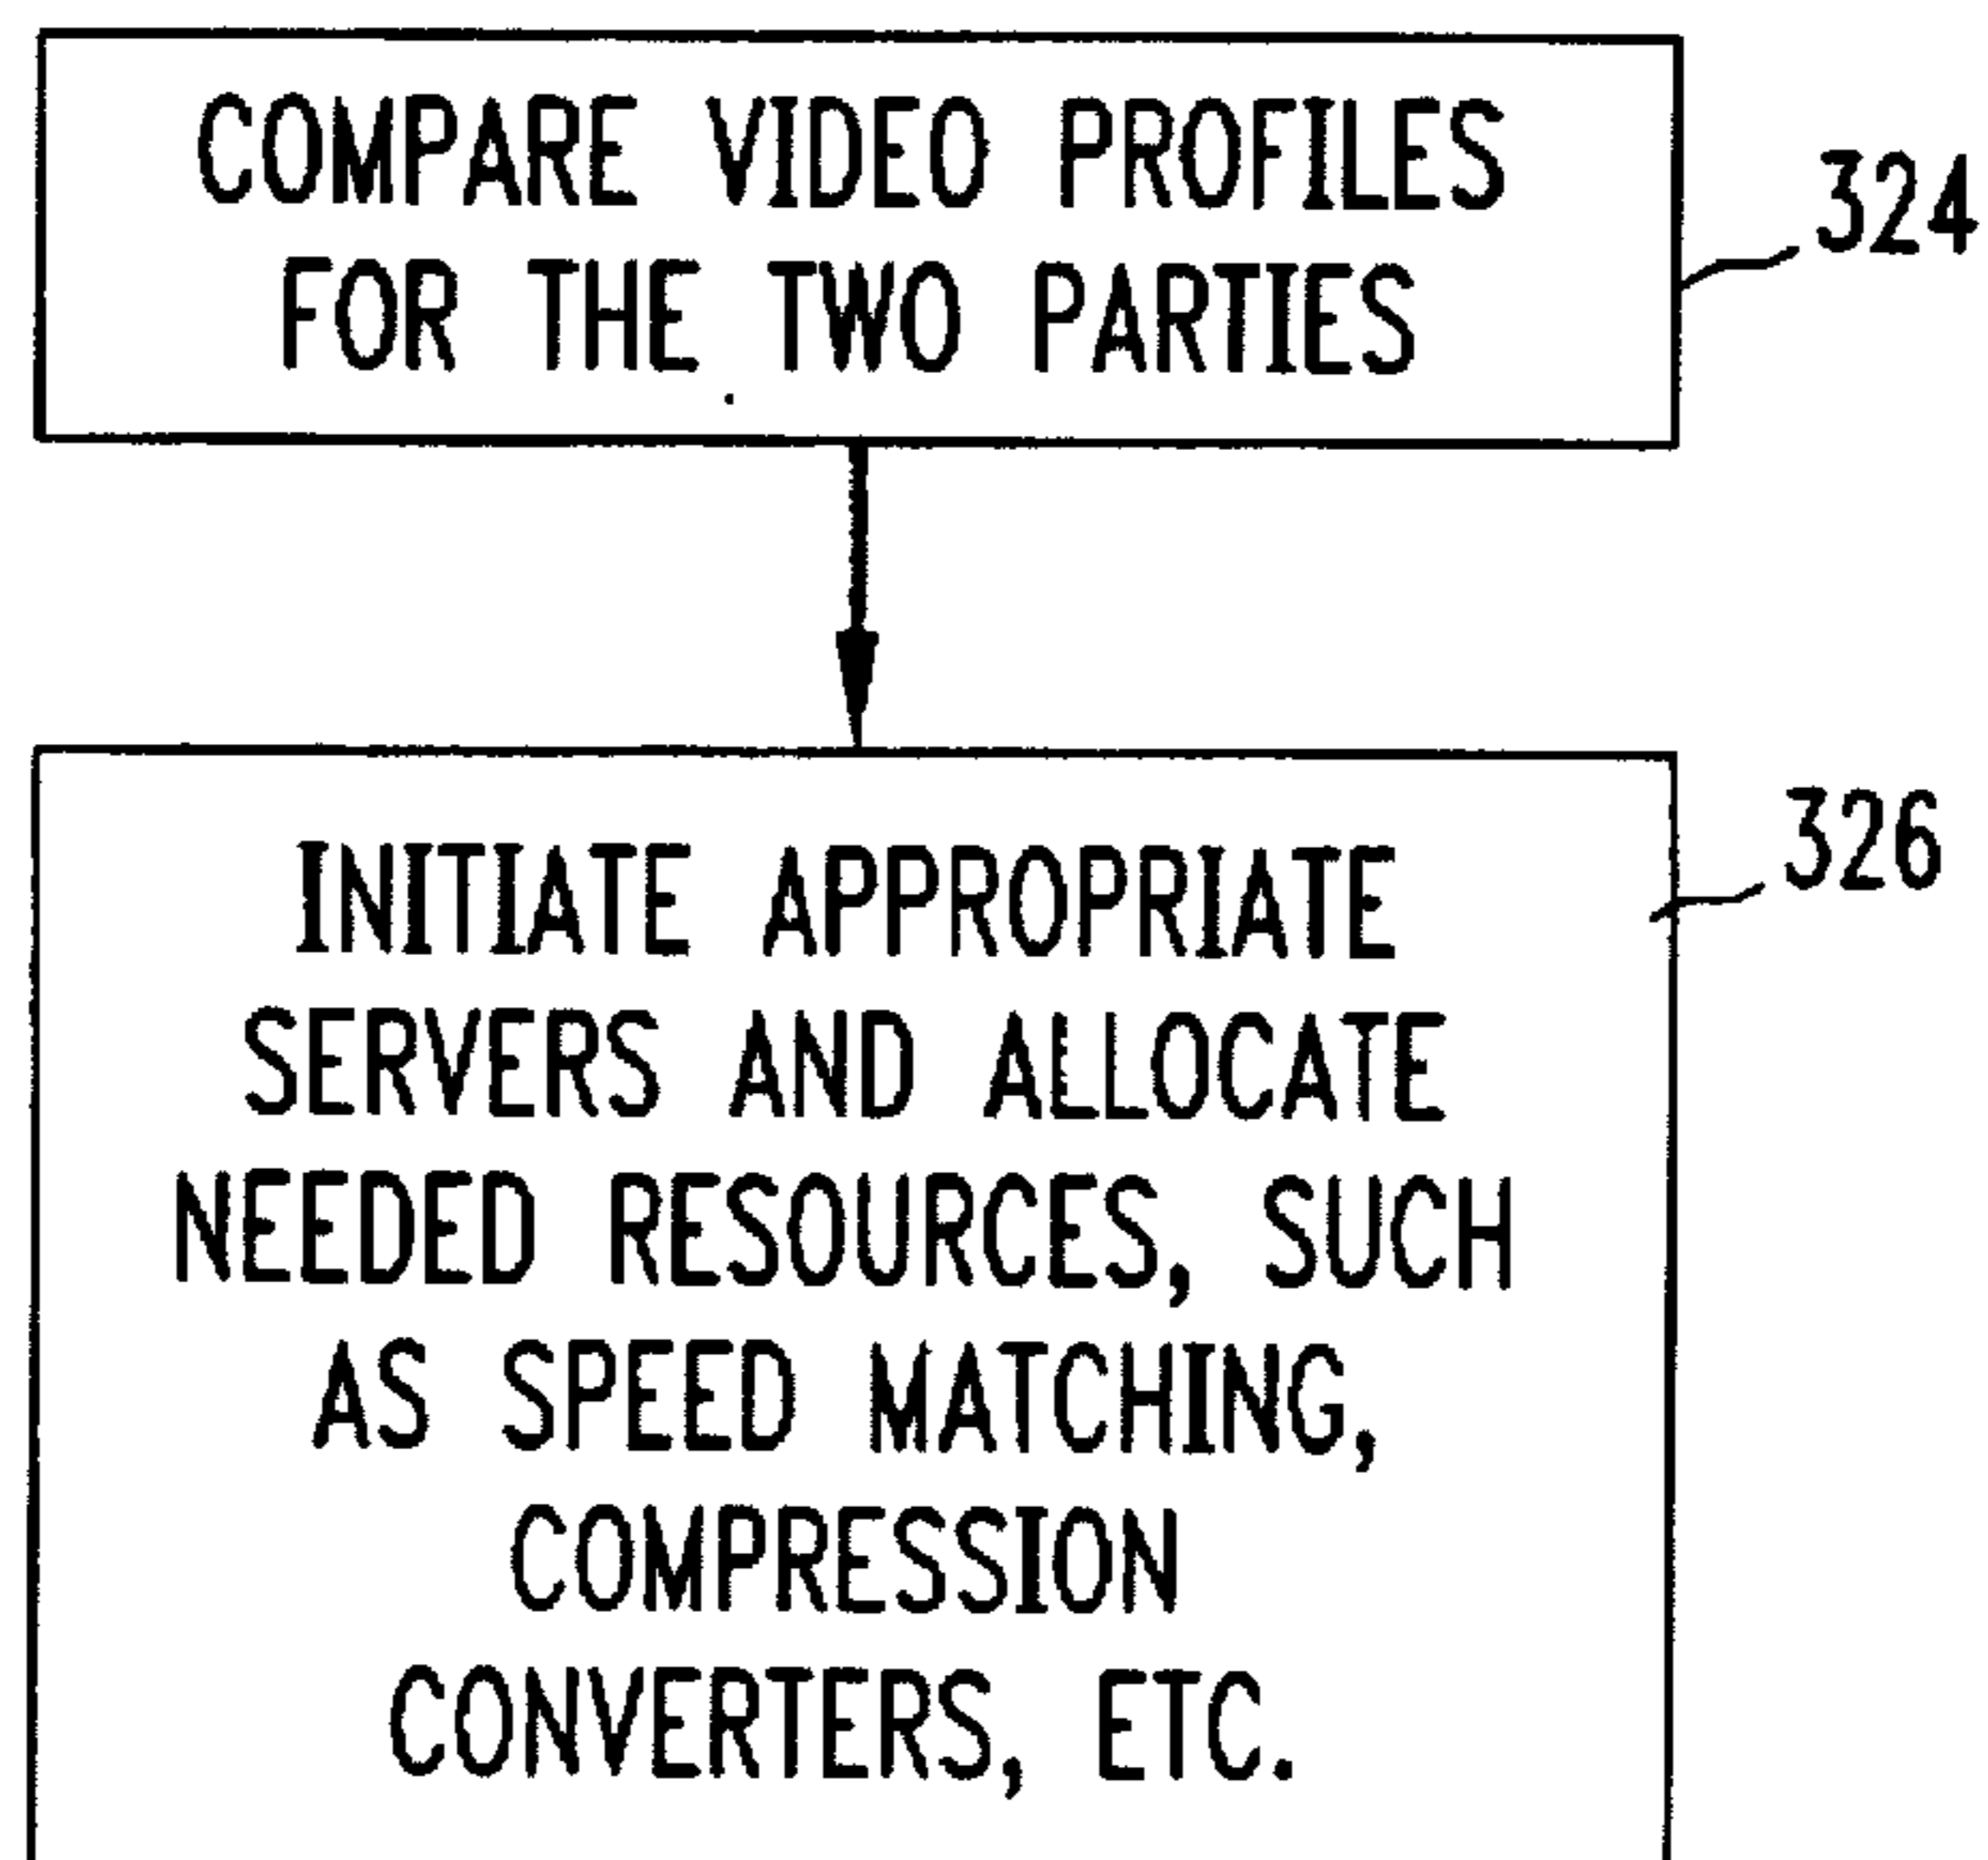 COMPARE VIDEO PROFILES
FOR THE TWO PARTIES
324
INITIATE APPROPRIATE
SERVERS AND ALLOCATE
NEEDED RESOURCES, SUCH
AS SPEED MATCHING,
COMPRESSION
CONVERTERS, ETC.
326